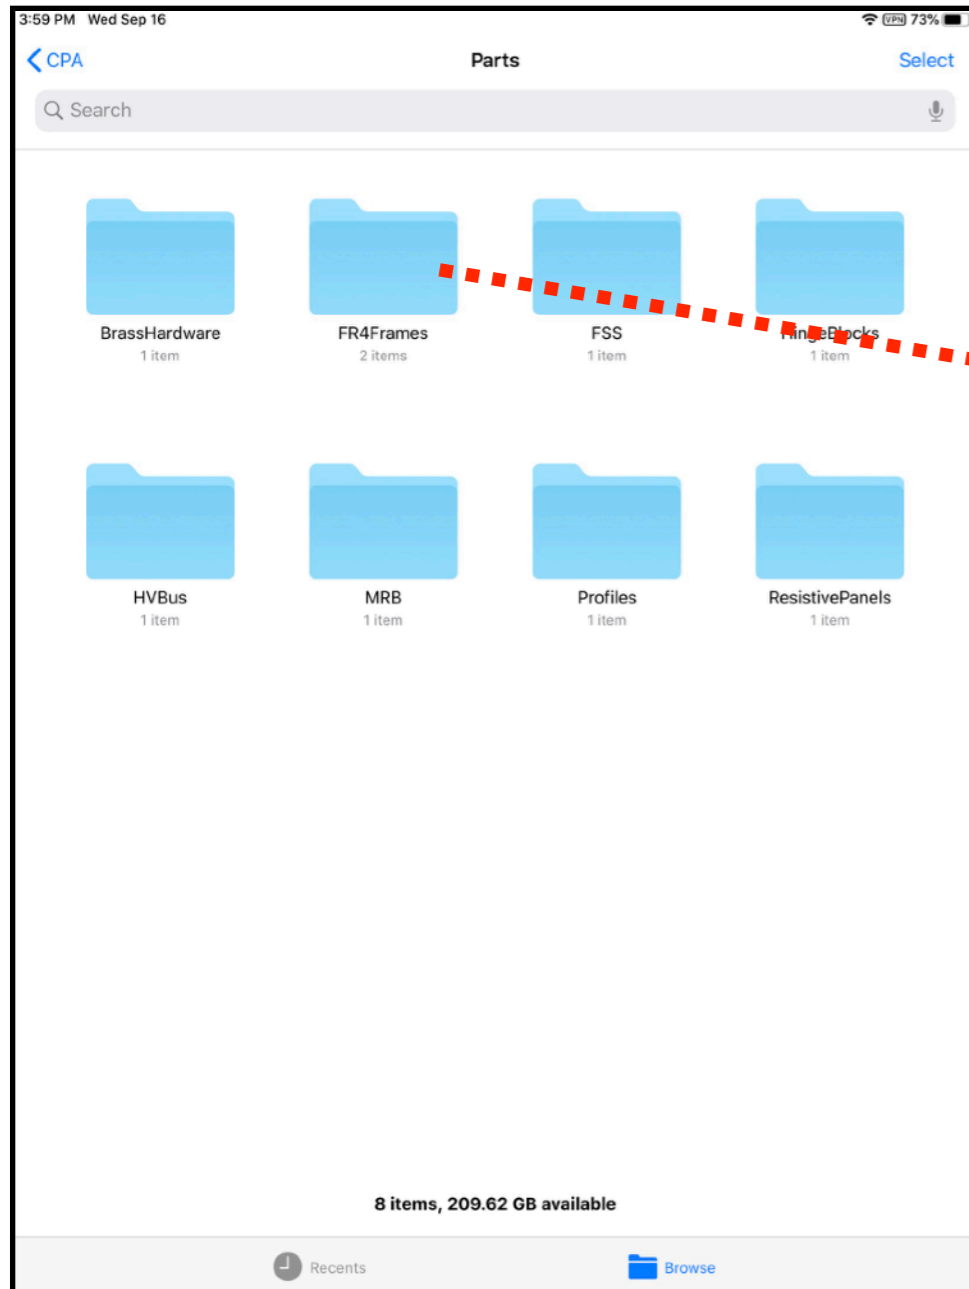 3:59 PM Wed Sep 16 VPN 73%
CPA Parts Select
Search
BrassHardware FR4Frames FSS HingeBlocks
1 item 2 items 1 item 1 item
HVBus MRB Profiles ResistivePanels
1 item 1 item 1 item 1 item
8 items, 209.62 GB available
Recents Browse